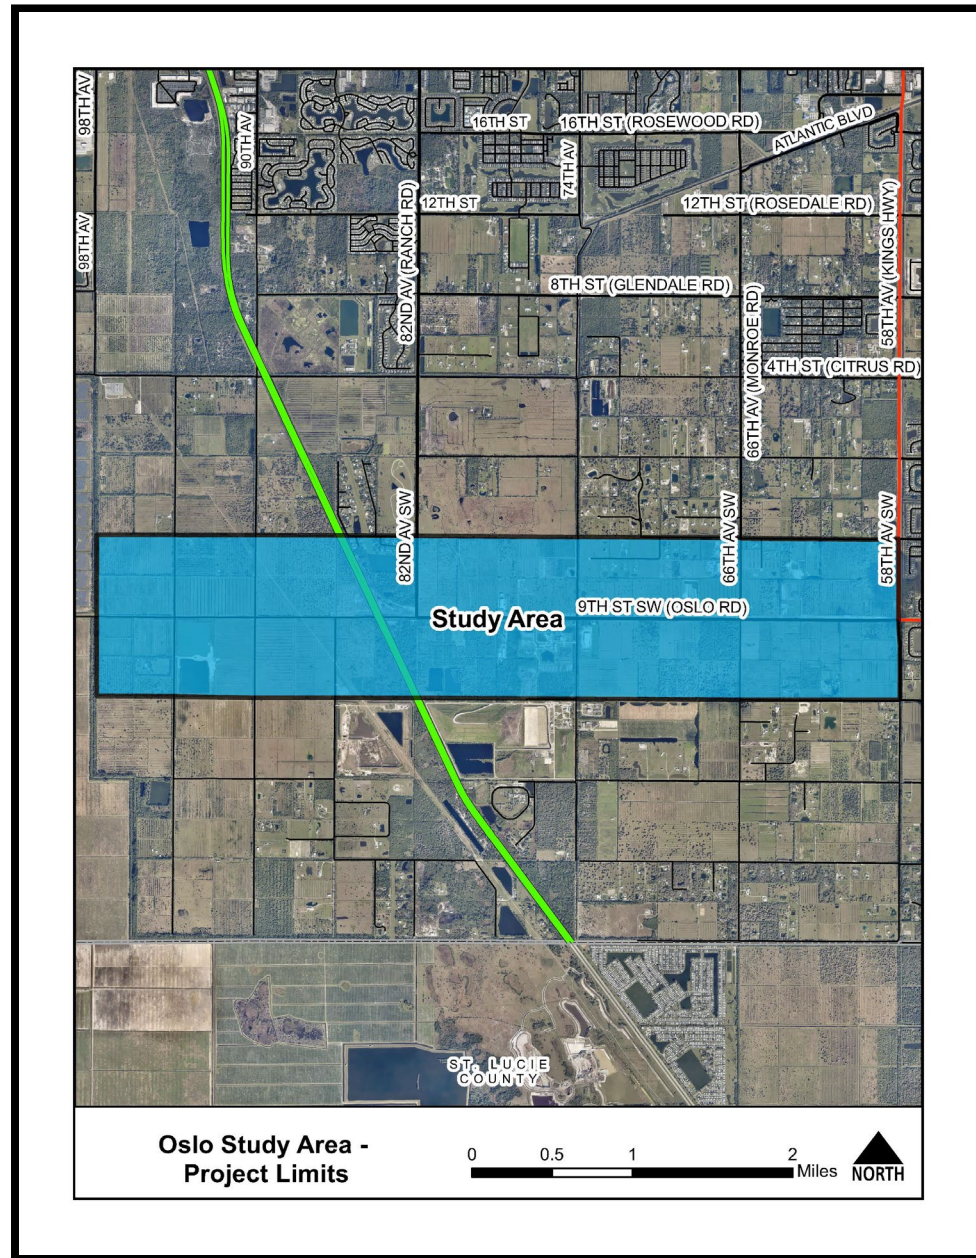 98TH AV
90TH AV
16TH ST
16TH ST (ROSEWOOD RD)
ATLANTIC BLVD
74TH AV
12TH ST
12TH ST (ROSEDALE RD)
98TH AV
82ND AV (RANCH RD)
8TH ST (GLENDALE RD)
58TH AV (KINGS HWY)
66TH AV (MONROE RD)
4TH ST (CITRUS RD)
82ND AV SW
66TH AV SW
58TH AV SW
9TH ST SW (OSLO RD)
Study Area
ST. LUCIE
COUNTY
Oslo Study Area -
Project Limits
0 0.5 1 2
Miles
NORTH